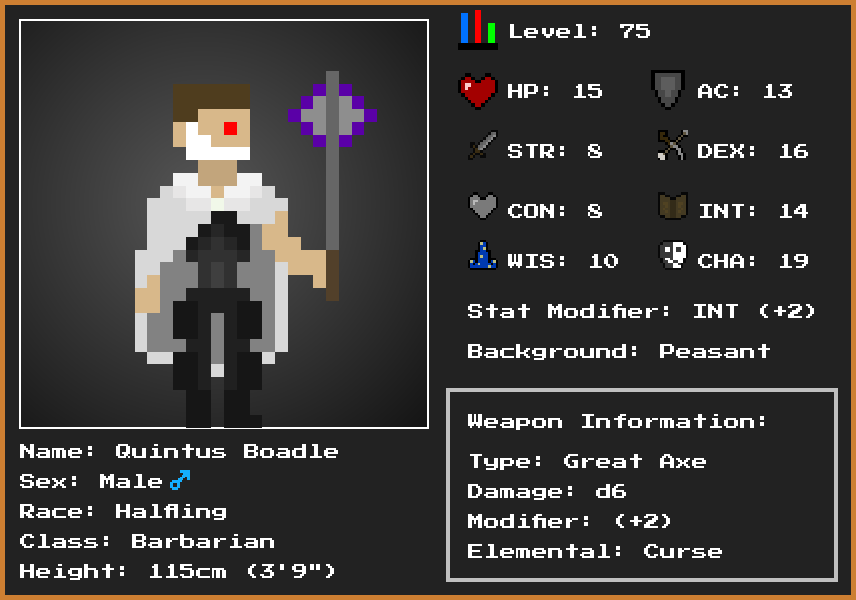 Level: 75
HP: 15
AC: 13
STR: 8
DEX: 16
CON: 8
INT: 14
WIS: 10
CHA: 19
Stat Modifier: INT (+2)
Background: Peasant
Weapon Information:
Type: Great Axe
Damage: d6
Modifier: (+2)
Elemental: Curse
Name: Quintus Boadle
Sex: Male ♂
Race: Halfling
Class: Barbarian
Height: 115cm (3'9")